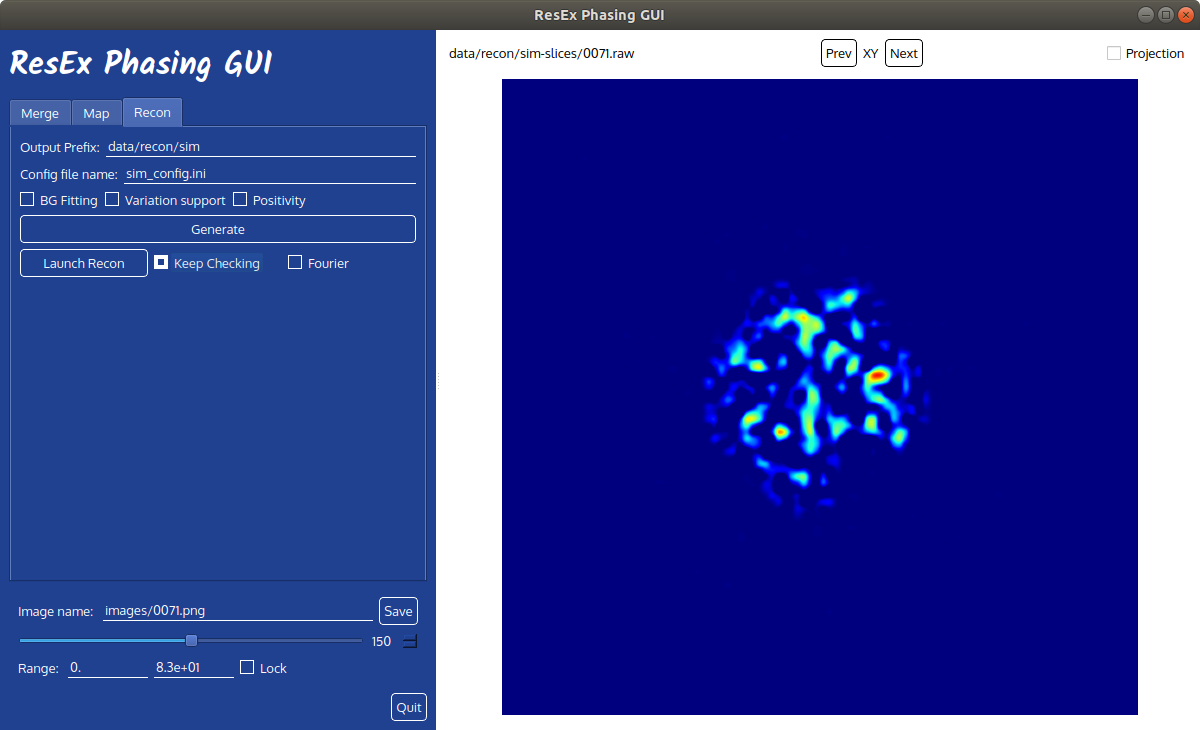 ResEx Phasing GUI
ResEx Phasing GUI
Merge Map Recon
Output Prefix: data/recon/sim
Config file name: sim_config.ini
BG Fitting Variation support Positivity
Generate
Launch Recon Keep Checking Fourier
Image name: images/0071.png Save
150
Range: 0. 8.3e+01 Lock
Quit
data/recon/sim-slices/0071.raw Prev XY Next Projection